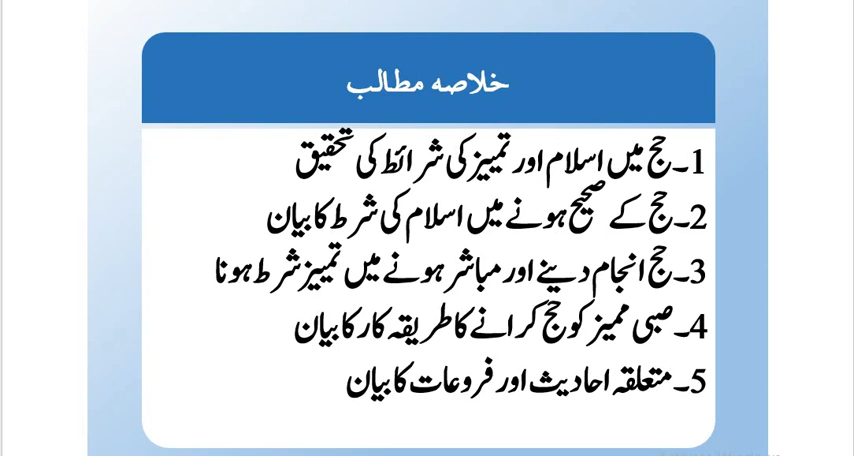 خلاصہ مطالب
1۔حج میں اسلام اور تمییز کی شرائط کی تحقیق
2۔حج کے صحیح ہونے میں اسلام کی شرط کا بیان
3۔حج انجام دینے اور مباشر ہونے میں تمییز شرط ہونا
4۔صبی ممیز کو حج کرانے کا طریقہ کار کا بیان
5۔متعلقہ احادیث اور فروعات کا بیان